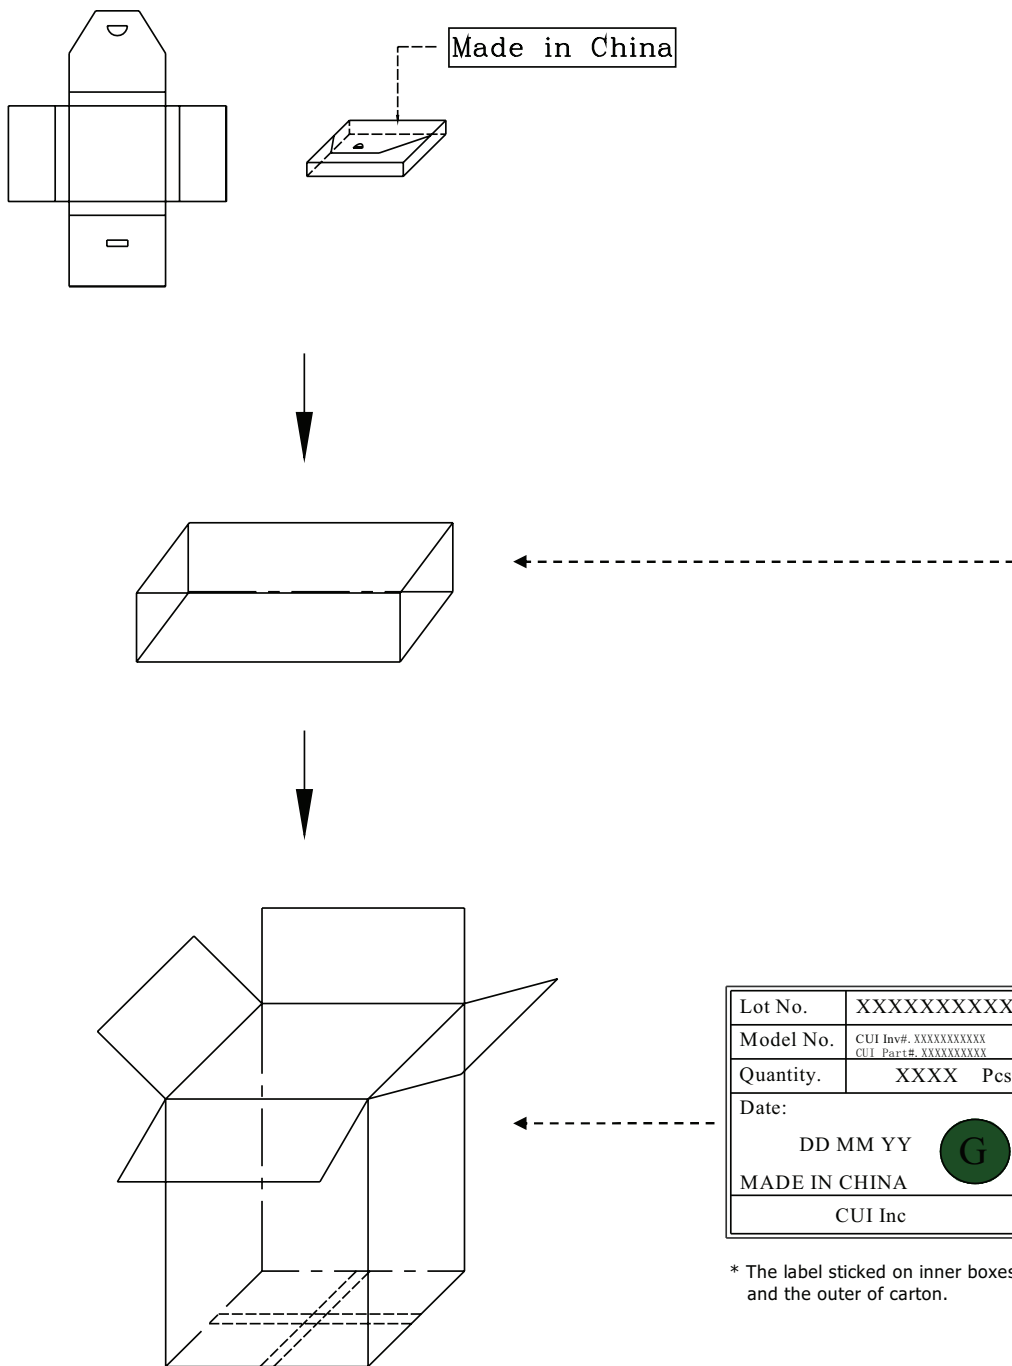 Made in China
Lot No. XXXXXXXXXX
Model No. CUI Inv#. XXXXXXXXXXX
CUI Part#. XXXXXXXXXX
Quantity. XXXX Pcs
Date:
DD MM YY
G
MADE IN CHINA
CUI Inc
* The label sticked on inner boxes
and the outer of carton.